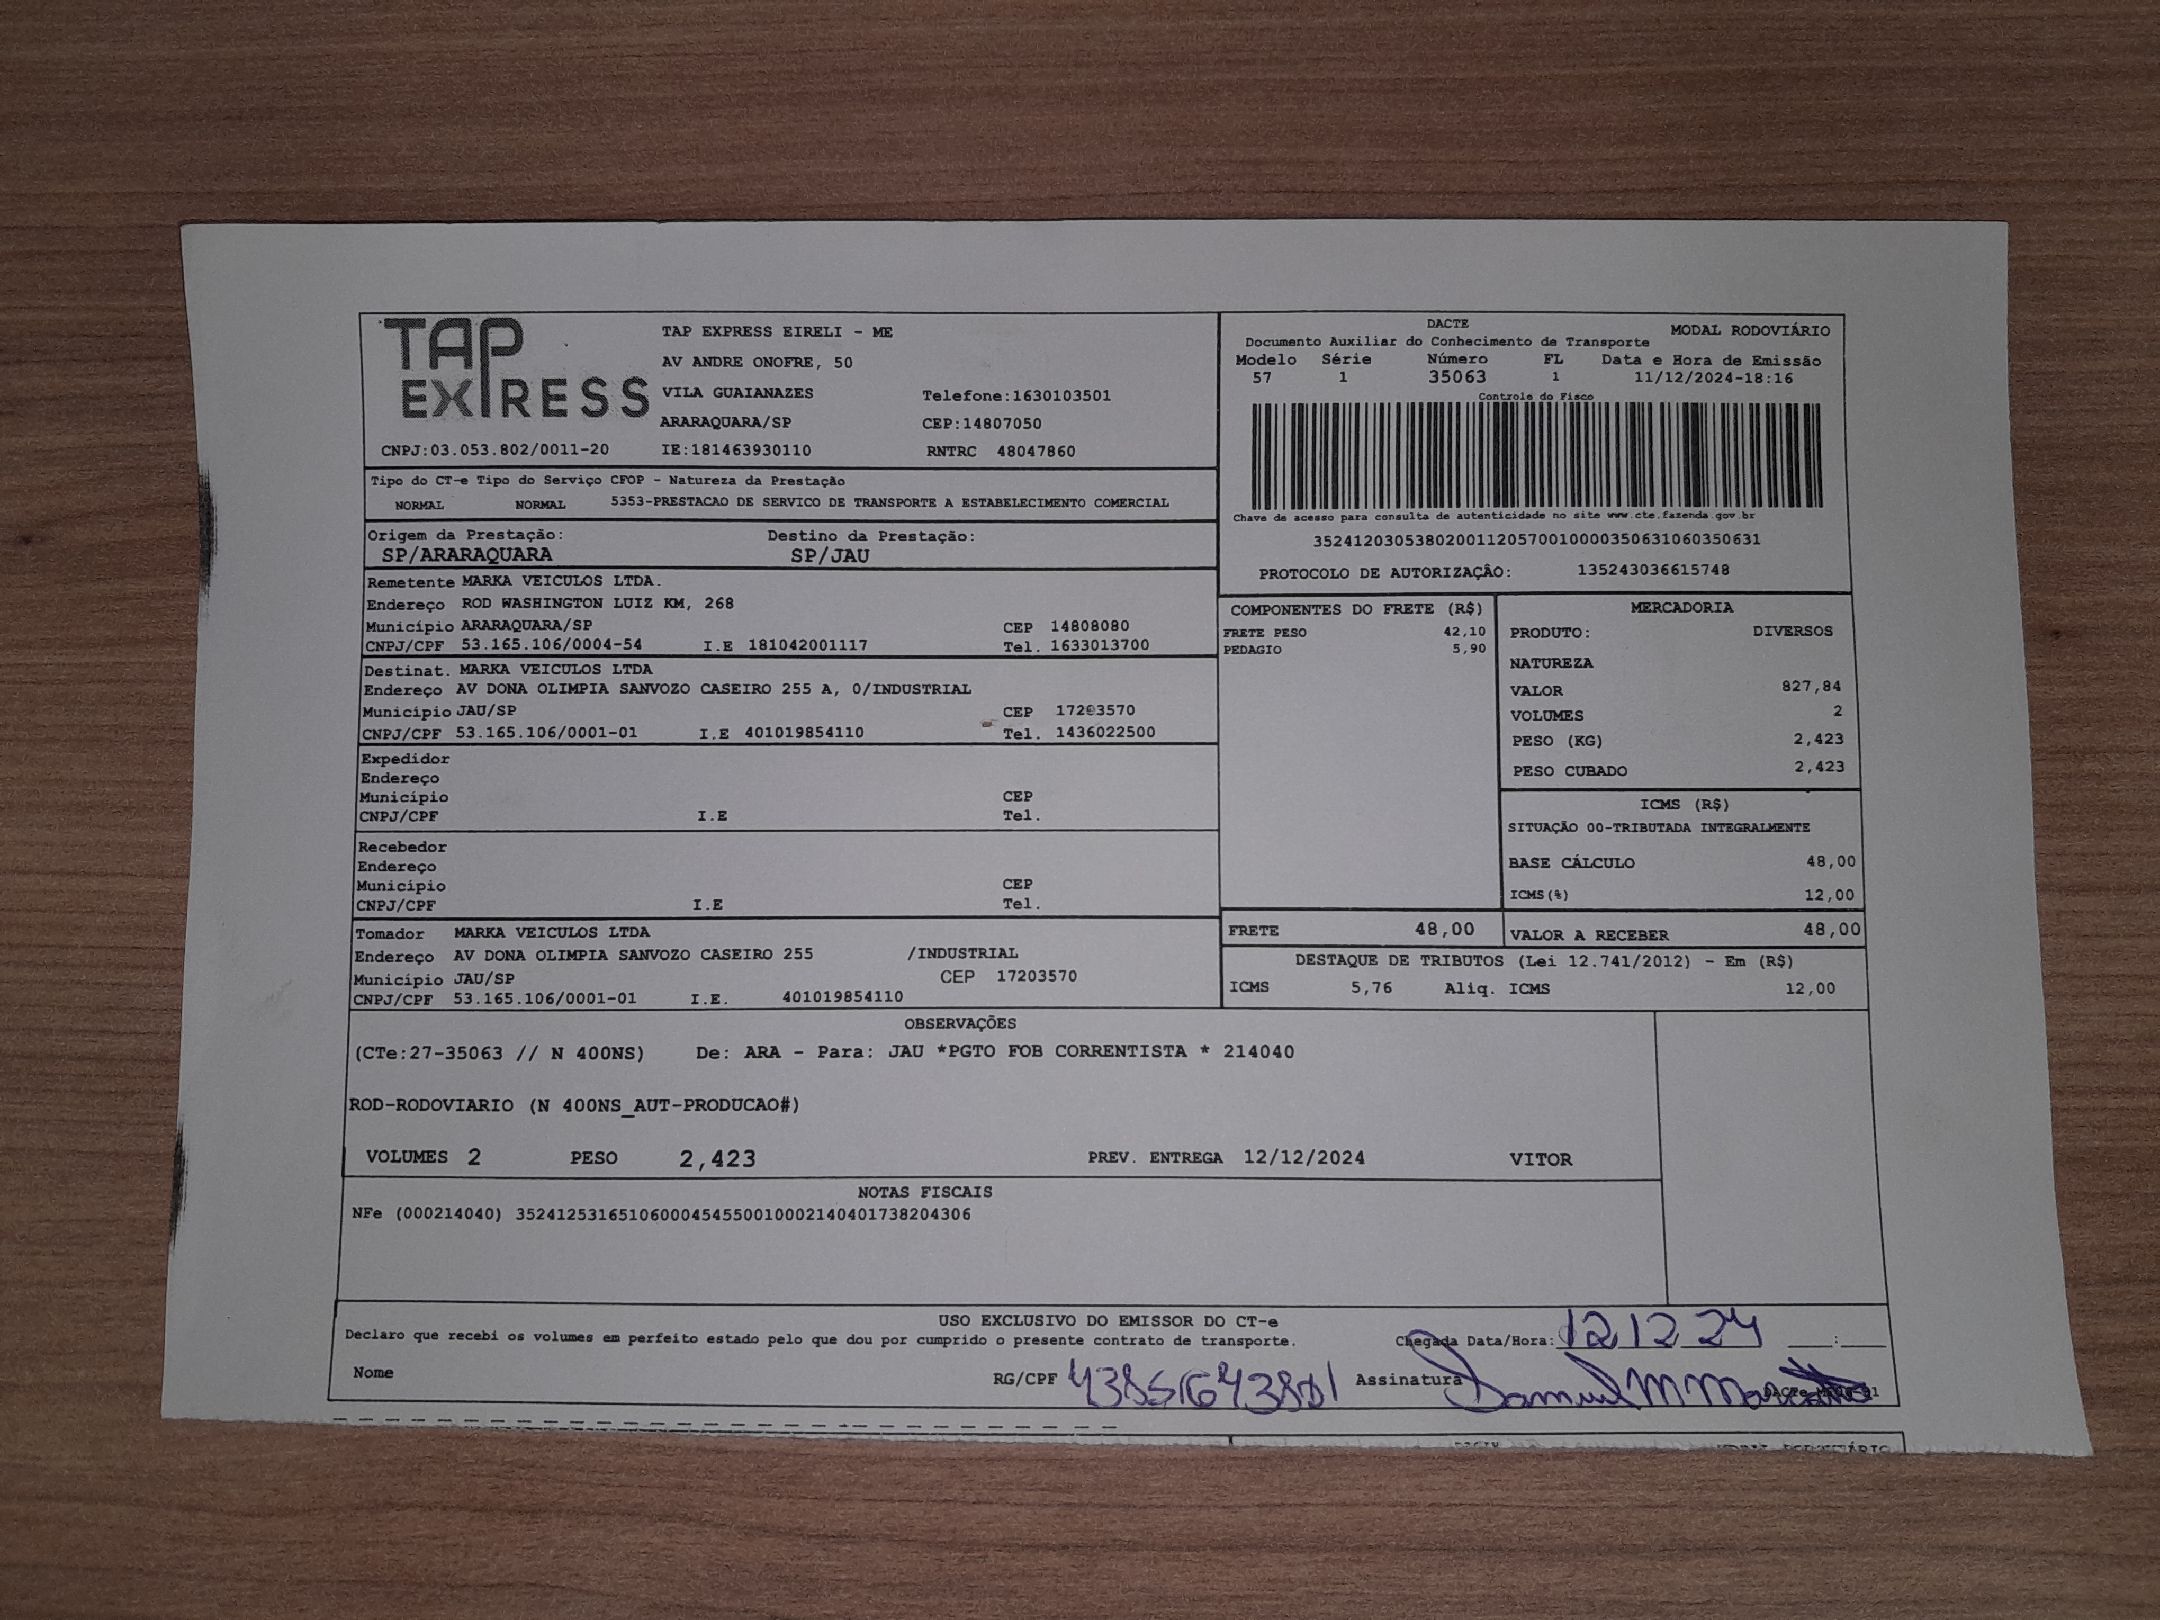 TAP
EXPRESS
TAP EXPRESS EIRELI - ME
AV ANDRE ONOFRE, 50
VILA GUAIANAZES Telefone:1630103501
ARARAQUARA/SP CEP:14807050
CNPJ:03.053.802/0011-20 IE:181463930110 RNTRC 48047860
DACTE MODAL RODOVIÁRIO
Documento Auxiliar do Conhecimento de Transporte
Modelo Série Número FL Data e Hora de Emissão
57 1 35063 1 11/12/2024-18:16
Controle do Fisco
Chave de acesso para consulta de autenticidade no site www.cte.fazenda.gov.br
35241203053802001120570010000350631060350631
PROTOCOLO DE AUTORIZAÇÂO: 135243036615748
Tipo do CT-e Tipo do Serviço CFOP - Natureza da Prestação
NORMAL NORMAL 5353-PRESTACAO DE SERVICO DE TRANSPORTE A ESTABELECIMENTO COMERCIAL
Origem da Prestação: Destino da Prestação:
SP/ARARAQUARA SP/JAU
Remetente MARKA VEICULOS LTDA.
Endereço ROD WASHINGTON LUIZ KM, 268
Município ARARAQUARA/SP CEP 14808080
CNPJ/CPF 53.165.106/0004-54 I.E 181042001117 Tel. 1633013700
Destinat. MARKA VEICULOS LTDA
Endereço AV DONA OLIMPIA SANVOZO CASEIRO 255 A, 0/INDUSTRIAL
Município JAU/SP CEP 17203570
CNPJ/CPF 53.165.106/0001-01 I.E 401019854110 Tel. 1436022500
Expedidor
Endereço
Município CEP
CNPJ/CPF I.E Tel.
Recebedor
Endereço
Município CEP
CNPJ/CPF I.E Tel.
Tomador MARKA VEICULOS LTDA
Endereço AV DONA OLIMPIA SANVOZO CASEIRO 255 /INDUSTRIAL
Município JAU/SP CEP 17203570
CNPJ/CPF 53.165.106/0001-01 I.E. 401019854110
COMPONENTES DO FRETE (R$)
FRETE PESO 42,10
PEDAGIO 5,90
MERCADORIA
PRODUTO: DIVERSOS
NATUREZA
VALOR 827,84
VOLUMES 2
PESO (KG) 2,423
PESO CUBADO 2,423
ICMS (R$)
SITUAÇÃO 00-TRIBUTADA INTEGRALMENTE
BASE CÁLCULO 48,00
ICMS(%) 12,00
FRETE 48,00 VALOR A RECEBER 48,00
DESTAQUE DE TRIBUTOS (Lei 12.741/2012) - Em (R$)
ICMS 5,76 Aliq. ICMS 12,00
OBSERVAÇÕES
(CTe:27-35063 // N 400NS) De: ARA - Para: JAU *PGTO FOB CORRENTISTA * 214040
ROD-RODOVIARIO (N 400NS_AUT-PRODUCAO#)
VOLUMES 2 PESO 2,423 PREV. ENTREGA 12/12/2024 VITOR
NOTAS FISCAIS
NFe (000214040) 35241253165106000454550010002140401738204306
USO EXCLUSIVO DO EMISSOR DO CT-e
Declaro que recebi os volumes em perfeito estado pelo que dou por cumprido o presente contrato de transporte. Chegada Data/Hora: 12 12 24 :
Nome RG/CPF Assinatura